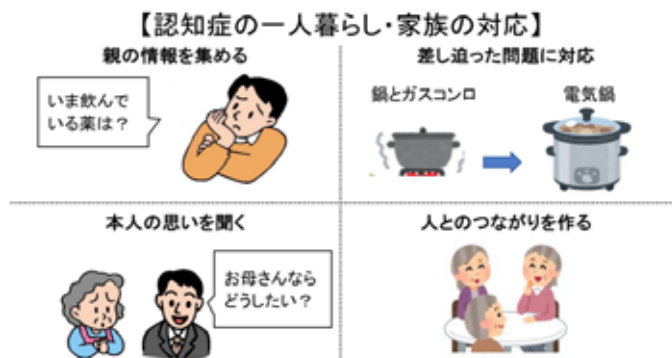 【認知症の一人暮らし・家族の対応】
親の情報を集める
いま飲んで
いる薬は？
差し迫った問題に対応
鍋とガスコンロ
電気鍋
本人の思いを聞く
お母さんなら
どうしたい？
人とのつながりを作る